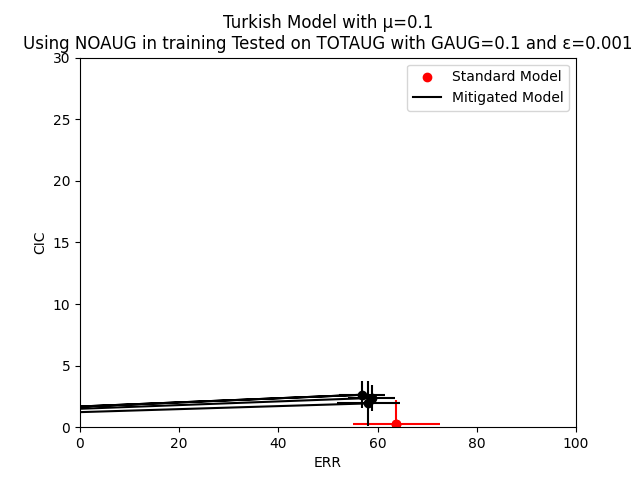 Turkish Model with μ=0.1
Using NOAUG in training Tested on TOTAUG with GAUG=0.1 and ε=0.001
Standard Model
Mitigated Model
30
25
20
15
10
5
0
CIC
0 20 40 60 80 100
ERR